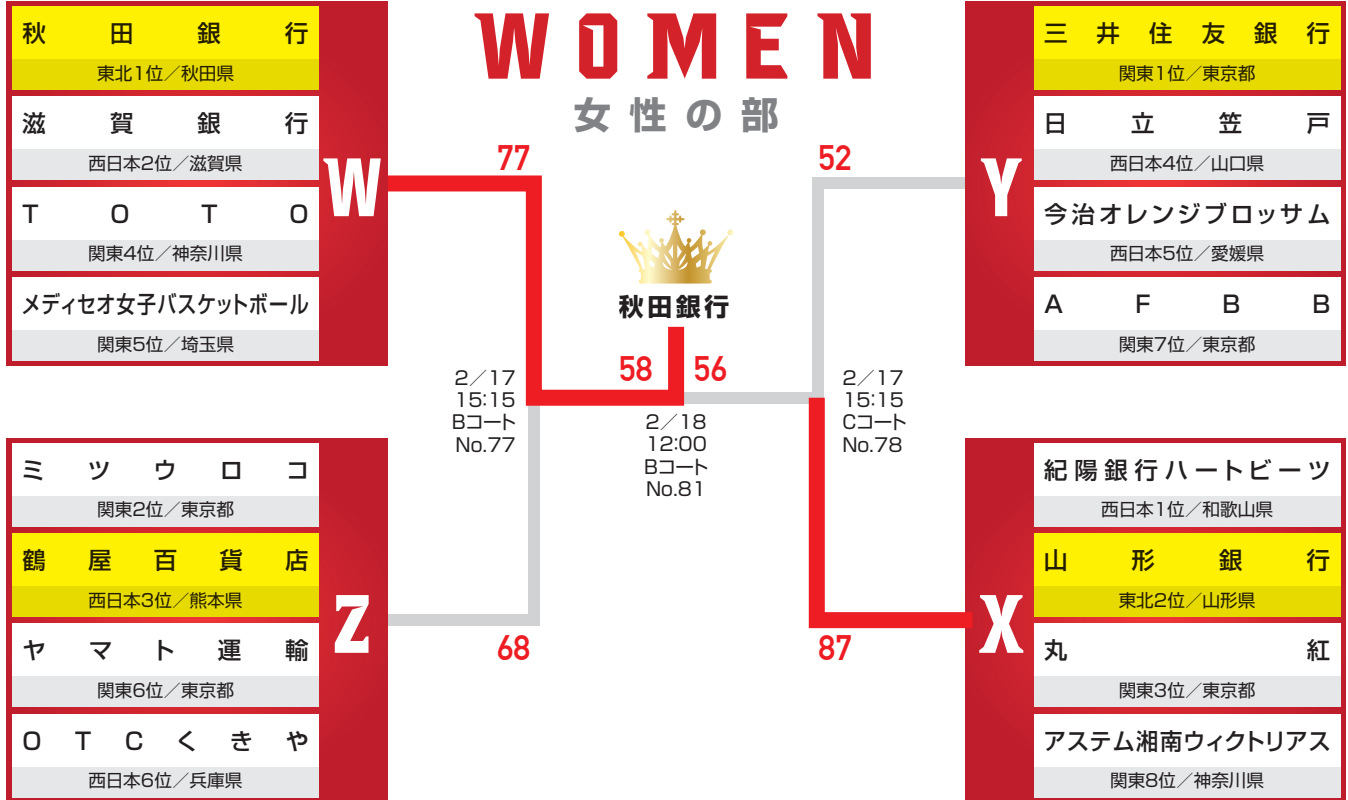 WOMEN
女性の部
秋田銀行
東北1位／秋田県
滋賀銀行
西日本2位／滋賀県
TOTO
関東4位／神奈川県
メディセオ女子バスケットボール
関東5位／埼玉県
W
77
ミツウロコ
関東2位／東京都
鶴屋百貨店
西日本3位／熊本県
ヤマト運輸
関東6位／東京都
OTCくきや
西日本6位／兵庫県
Z
68
2／17
15:15
Bコート
No.77
秋田銀行
58 56
2／18
12:00
Bコート
No.81
52
Y
三井住友銀行
関東1位／東京都
日立笠戸
西日本4位／山口県
今治オレンジブロッサム
西日本5位／愛媛県
AFBB
関東7位／東京都
2／17
15:15
Cコート
No.78
87
X
紀陽銀行ハートビーツ
西日本1位／和歌山県
山形銀行
東北2位／山形県
丸紅
関東3位／東京都
アステム湘南ウィクトリアス
関東8位／神奈川県